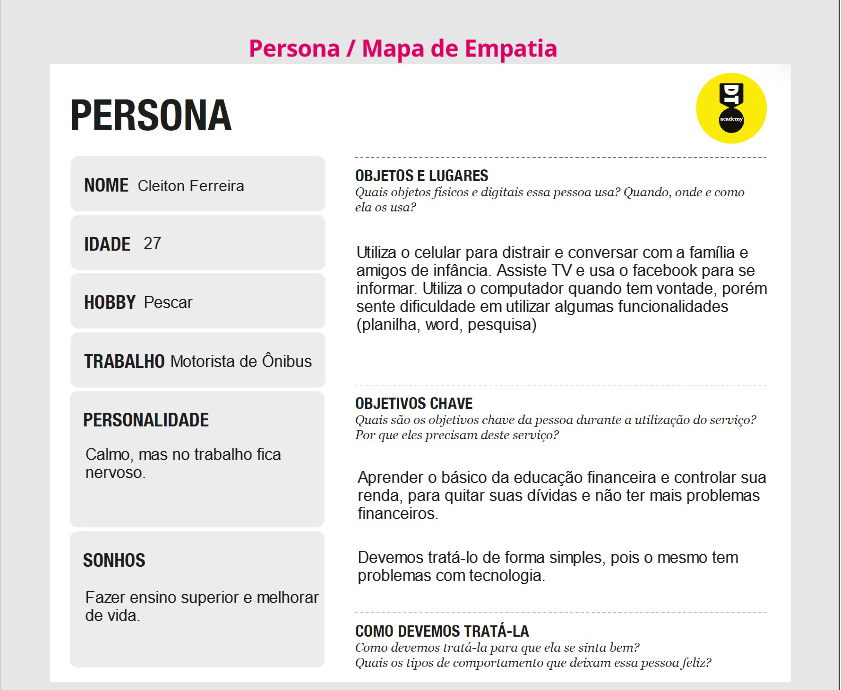 Persona / Mapa de Empatia
PERSONA
DT
academy
NOME Cleiton Ferreira
IDADE 27
HOBBY Pescar
TRABALHO Motorista de Ônibus
PERSONALIDADE
Calmo, mas no trabalho fica
nervoso.
SONHOS
Fazer ensino superior e melhorar
de vida.
OBJETOS E LUGARES
Quais objetos físicos e digitais essa pessoa usa? Quando, onde e como
ela os usa?
Utiliza o celular para distrair e conversar com a família e
amigos de infância. Assiste TV e usa o facebook para se
informar. Utiliza o computador quando tem vontade, porém
sente dificuldade em utilizar algumas funcionalidades
(planilha, word, pesquisa)
OBJETIVOS CHAVE
Quais são os objetivos chave da pessoa durante a utilização do serviço?
Por que eles precisam deste serviço?
Aprender o básico da educação financeira e controlar sua
renda, para quitar suas dívidas e não ter mais problemas
financeiros.
Devemos tratá-lo de forma simples, pois o mesmo tem
problemas com tecnologia.
COMO DEVEMOS TRATÁ-LA
Como devemos tratá-la para que ela se sinta bem?
Quais os tipos de comportamento que deixam essa pessoa feliz?